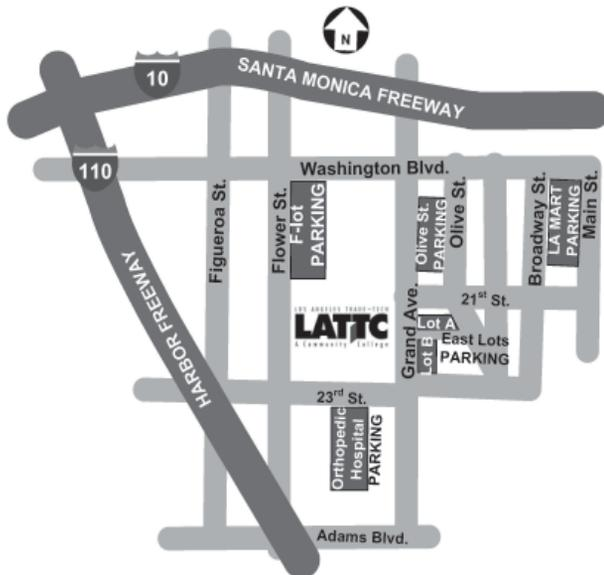 N
SANTA MONICA FREEWAY
10
110
Washington Blvd.
HARBOR FREEWAY
Figueroa St.
Flower St.
F-lot
PARKING
Grand Ave.
Olive St.
PARKING
Olive St.
Broadway St.
LA MART
PARKING
Main St.
21st St.
LOS ANGELES TRADE-TECH
LATTC
A Community College
Lot A
Lot B
East Lots
PARKING
23rd St.
Orthopedic
Hospital
PARKING
Adams Blvd.